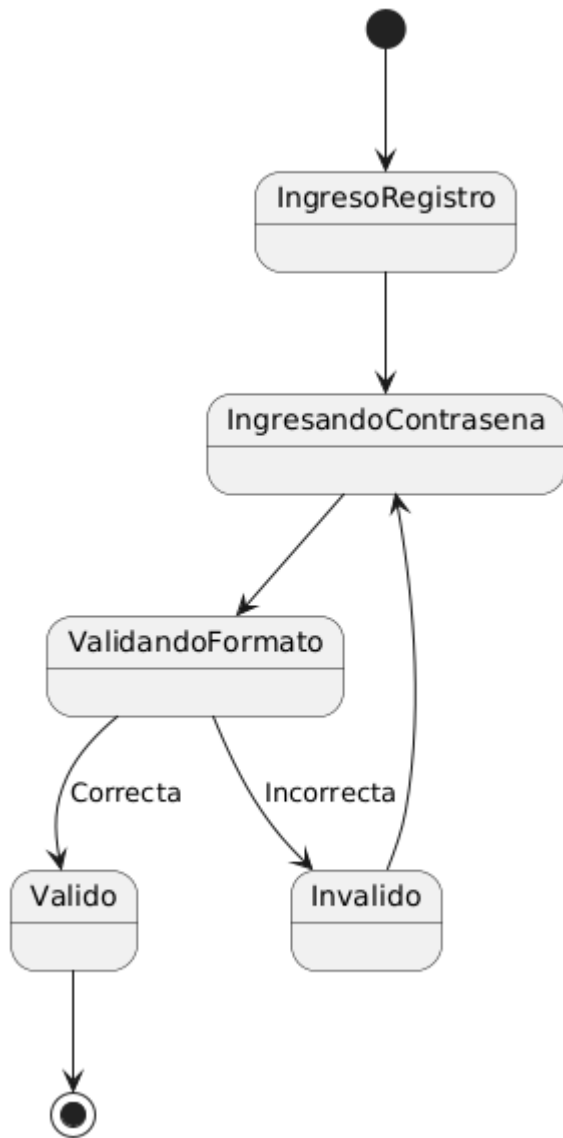 IngresoRegistro
IngresandoContrasena
ValidandoFormato
Correcta
Incorrecta
Valido
Invalido